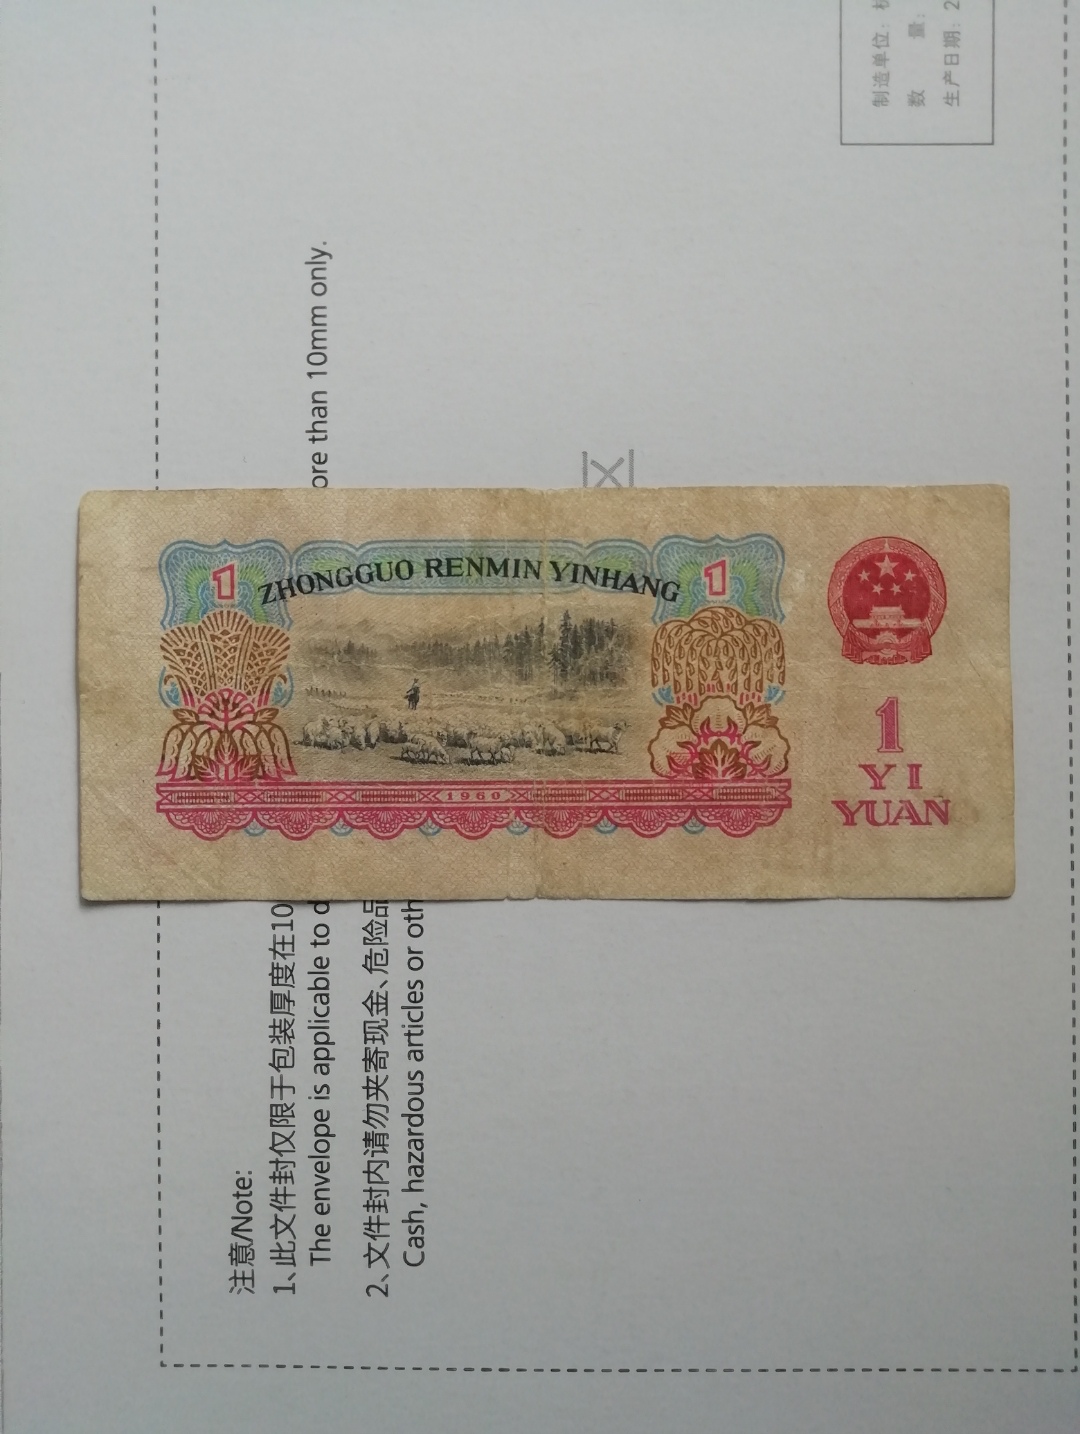 1
ZHONGGUO RENMIN YINHANG
1
1
YI
YUAN
1960
注意/Note:
1、此文件封仅限于包装厚度在10
The envelope is applicable to d
ore than 10mm only.
2、文件封内请勿夹寄现金、危险品
Cash, hazardous articles or oth
区
制造单位:
数 量:
生产日期: 2